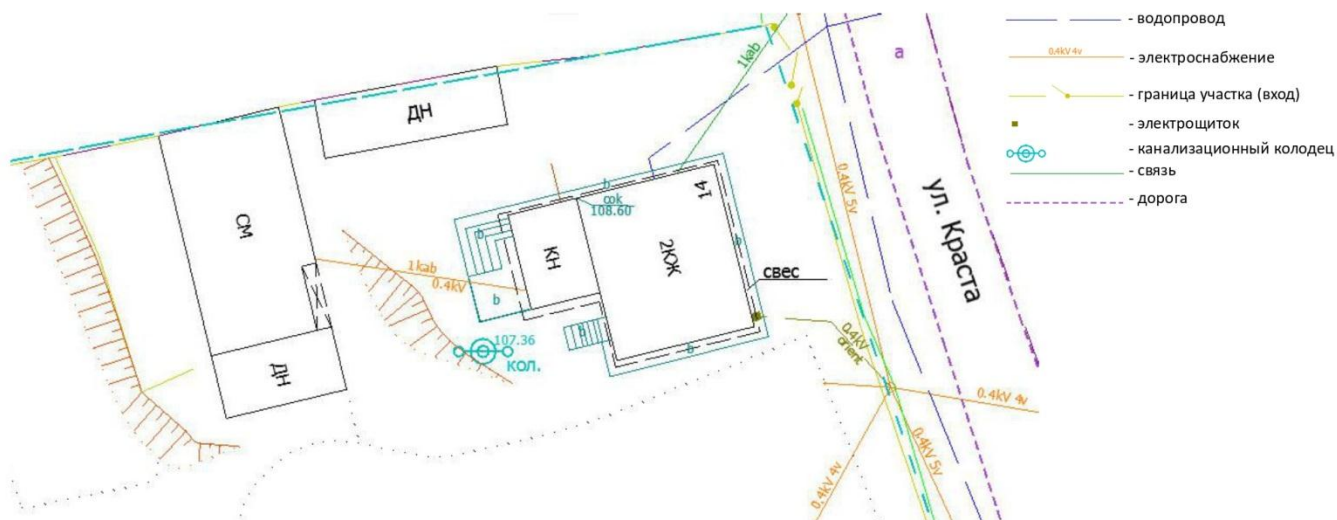 - водопровод
0.4kV 4v
- электроснабжение
- граница участка (вход)
- электрощиток
- канализационный колодец
- связь
- дорога
a
ул. Краста
1kab
ДН
СМ
ДН
1kab
0.4kV
b
cok
108.60
14
b
КН
2КЖ
b
свес
b
b
b
107.36
кол.
0.4kV 5v
0.4kV
orient
0.4kV 4v
0.4kV 5v
0.4kV 4v